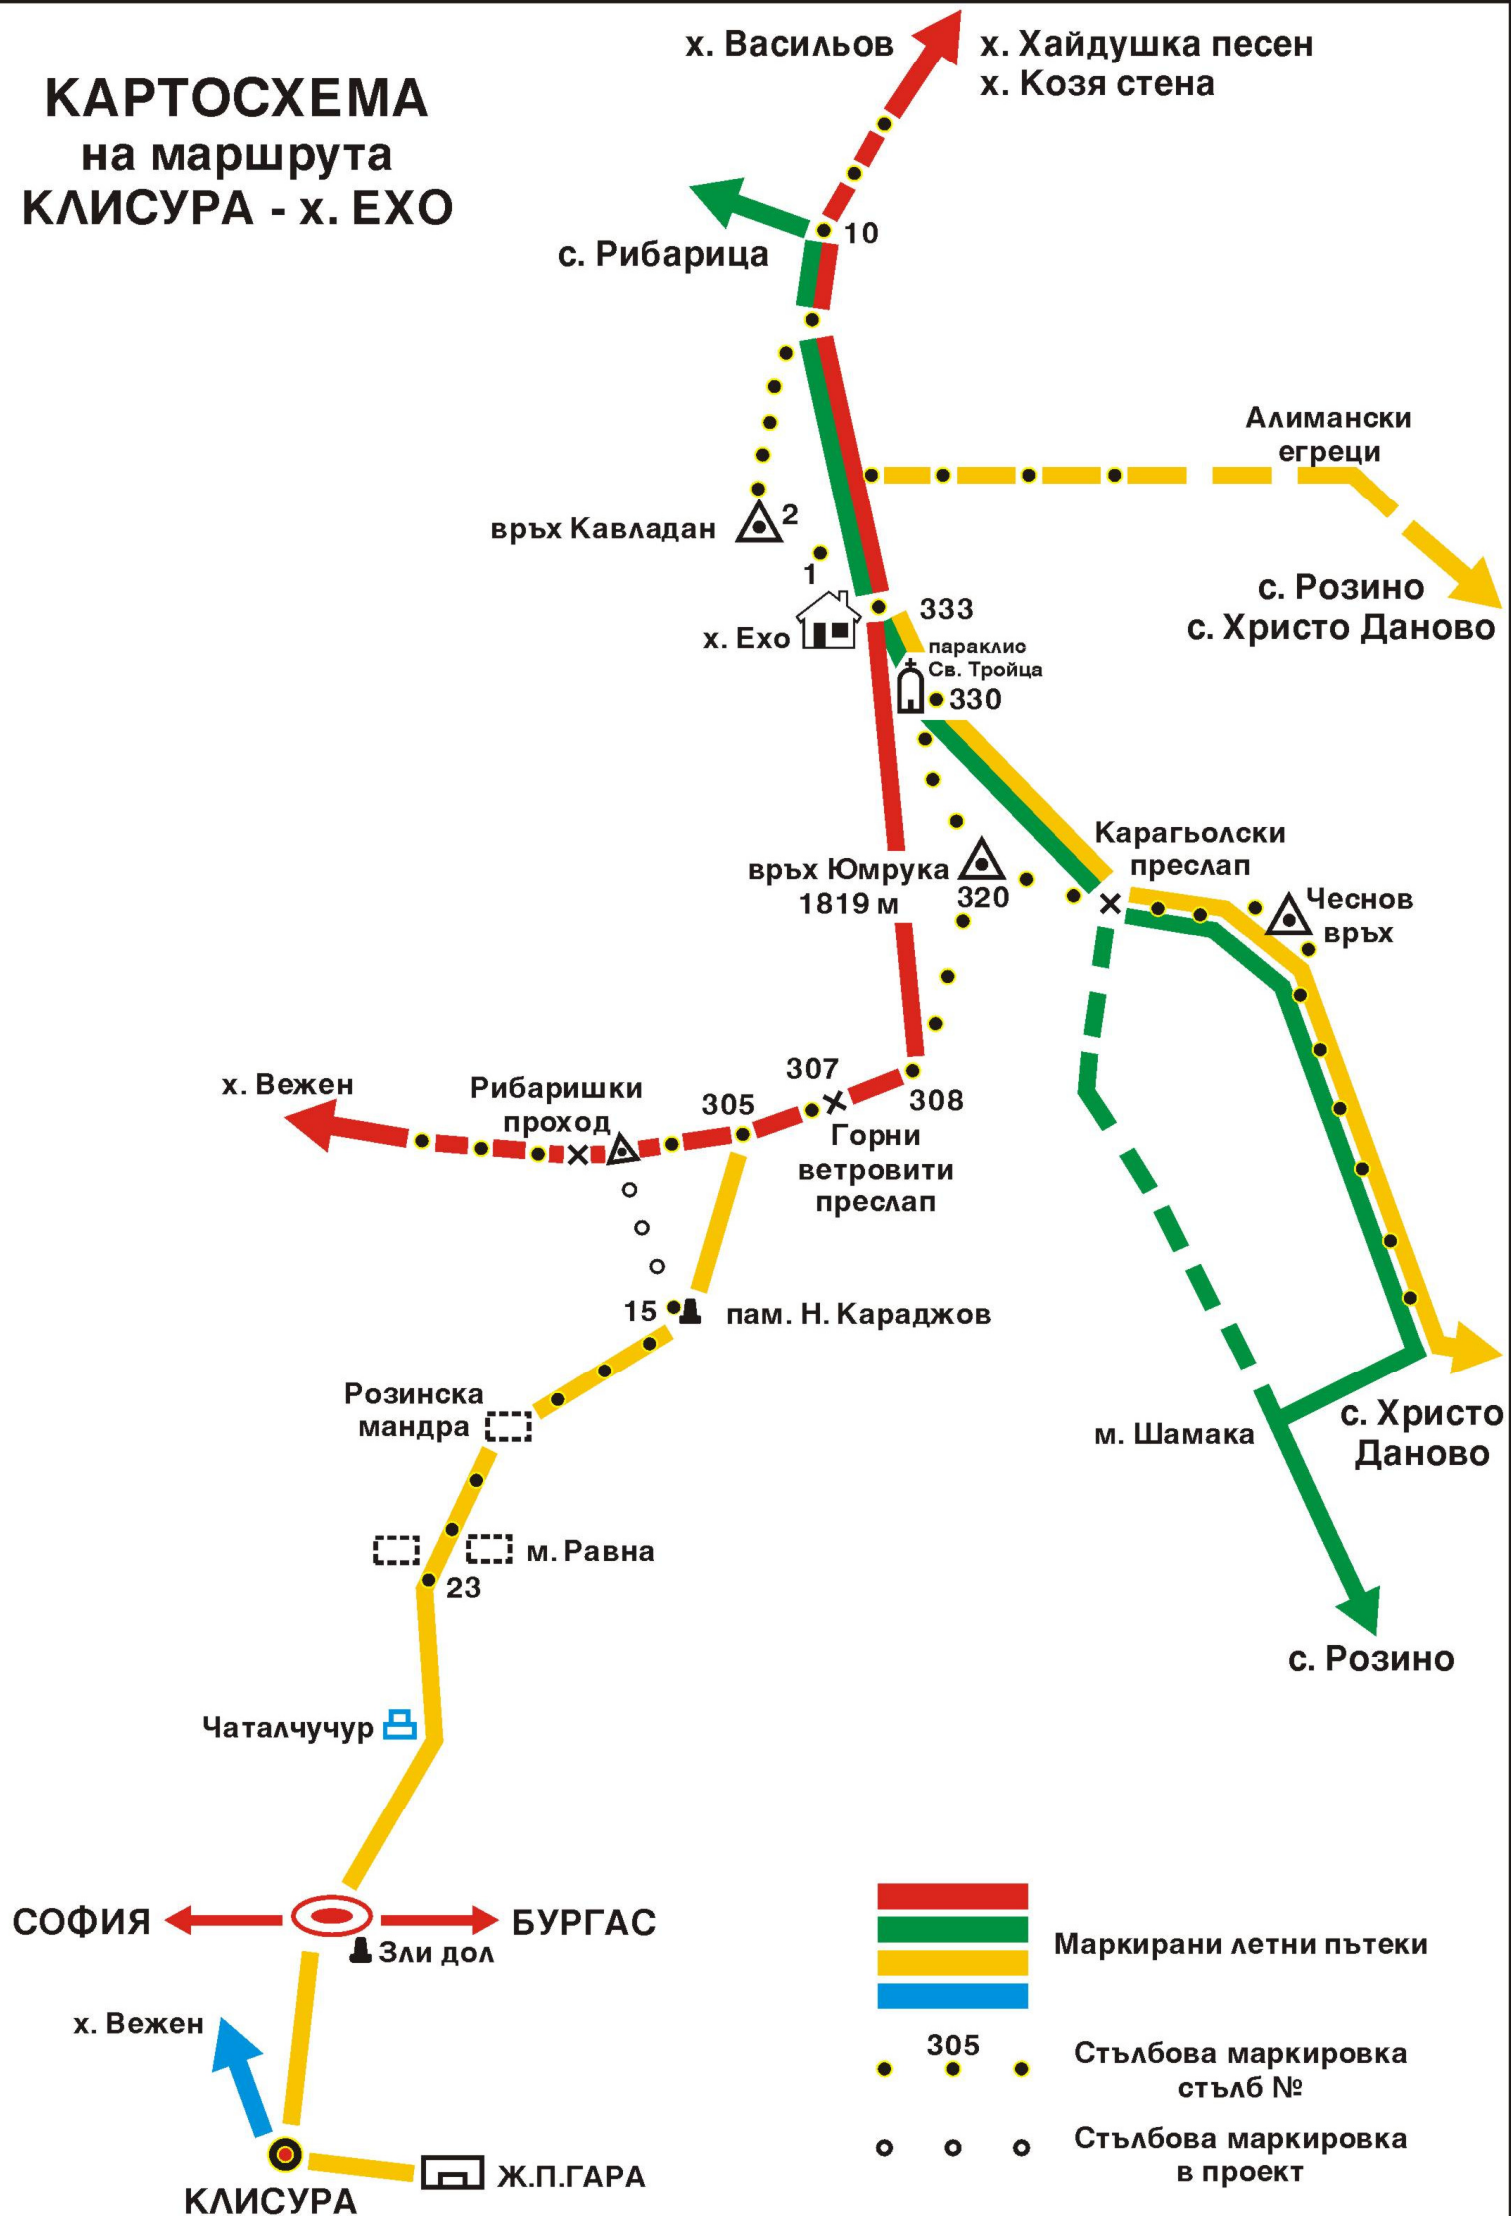 КАРТОСХЕМА
на маршрута
КЛИСУРА - х. ЕХО
х. Васильов
х. Хайдушка песен
х. Козя стена
10
с. Рибарица
Алимански
егреци
връх Кавладан
2
1
с. Розино
с. Христо Даново
333
х. Ехо
параклис
Св. Тройца
330
Карагьолски
преслап
връх Юмрука
1819 м
320
Чеснов
връх
х. Вежен
Рибаришки
проход
305
307
308
Горни
ветровити
преслап
15
пам. Н. Караджов
Розинска
мандра
с. Христо
Даново
м. Шамака
м. Равна
23
с. Розино
Чаталчучур
СОФИЯ
БУРГАС
Зли дол
Маркирани летни пътеки
х. Вежен
305
Стълбова маркировка
стълб №
Стълбова маркировка
в проект
Ж.П.ГАРА
КЛИСУРА